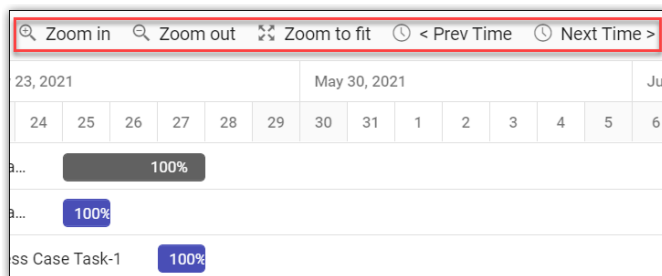 Zoom in Zoom out Zoom to fit < Prev Time Next Time >
23, 2021 May 30, 2021
24 25 26 27 28 29 30 31 1 2 3 4 5 6
100%
100%
ess Case Task-1 100%